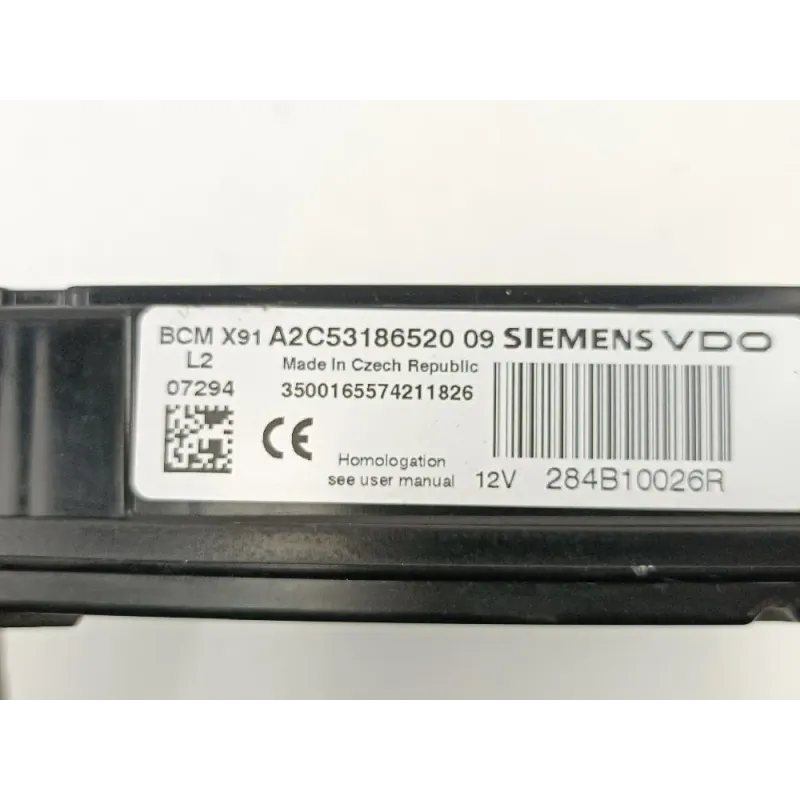 BCM X91 A2C53186520 09 SIEMENS VDO
L2 Made In Czech Republic
07294 3500165574211826
CE
Homologation
see user manual 12V 284B10026R